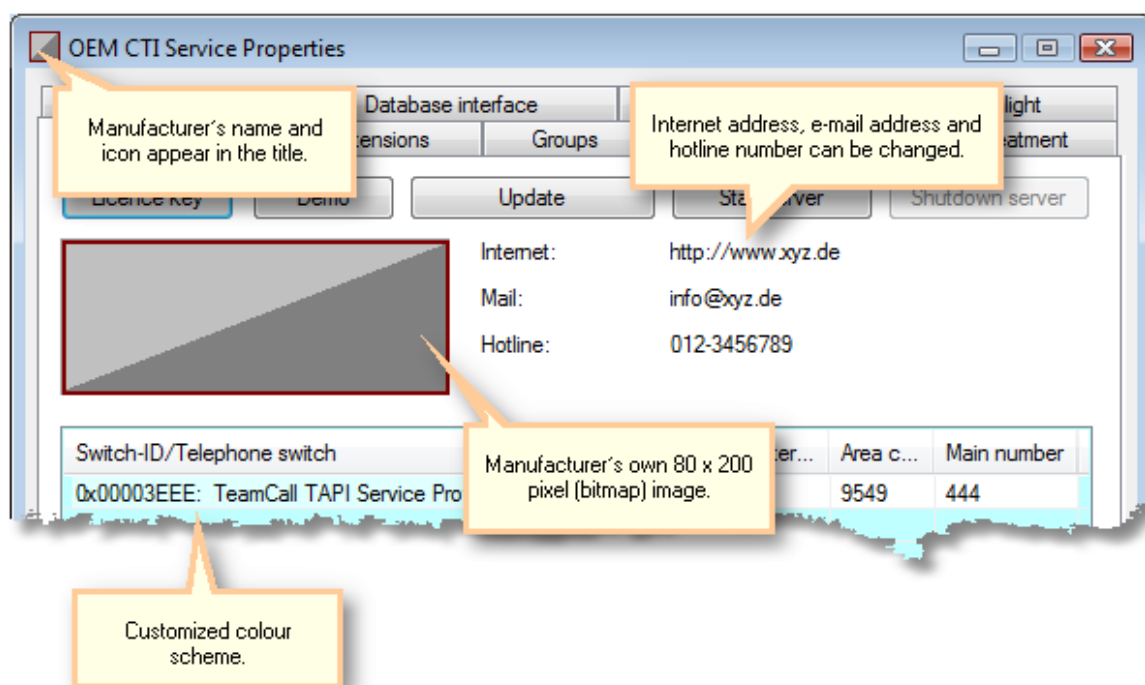 OEM CTI Service Properties
Database interface
light
Manufacturer's name and
icon appear in the title.
Internet address, e-mail address and
hotline number can be changed.
Groups
Licence Key
Demo
Update
Shutdown server
Internet:
http://www.xyz.de
Mail:
info@xyz.de
Hotline:
012-3456789
Switch-ID/Telephone switch
Area c...
Main number
Manufacturer's own 80 x 200
pixel (bitmap) image.
0x00003EEE: TeamCall TAPI Service Pro
9549
444
Customized colour
scheme.